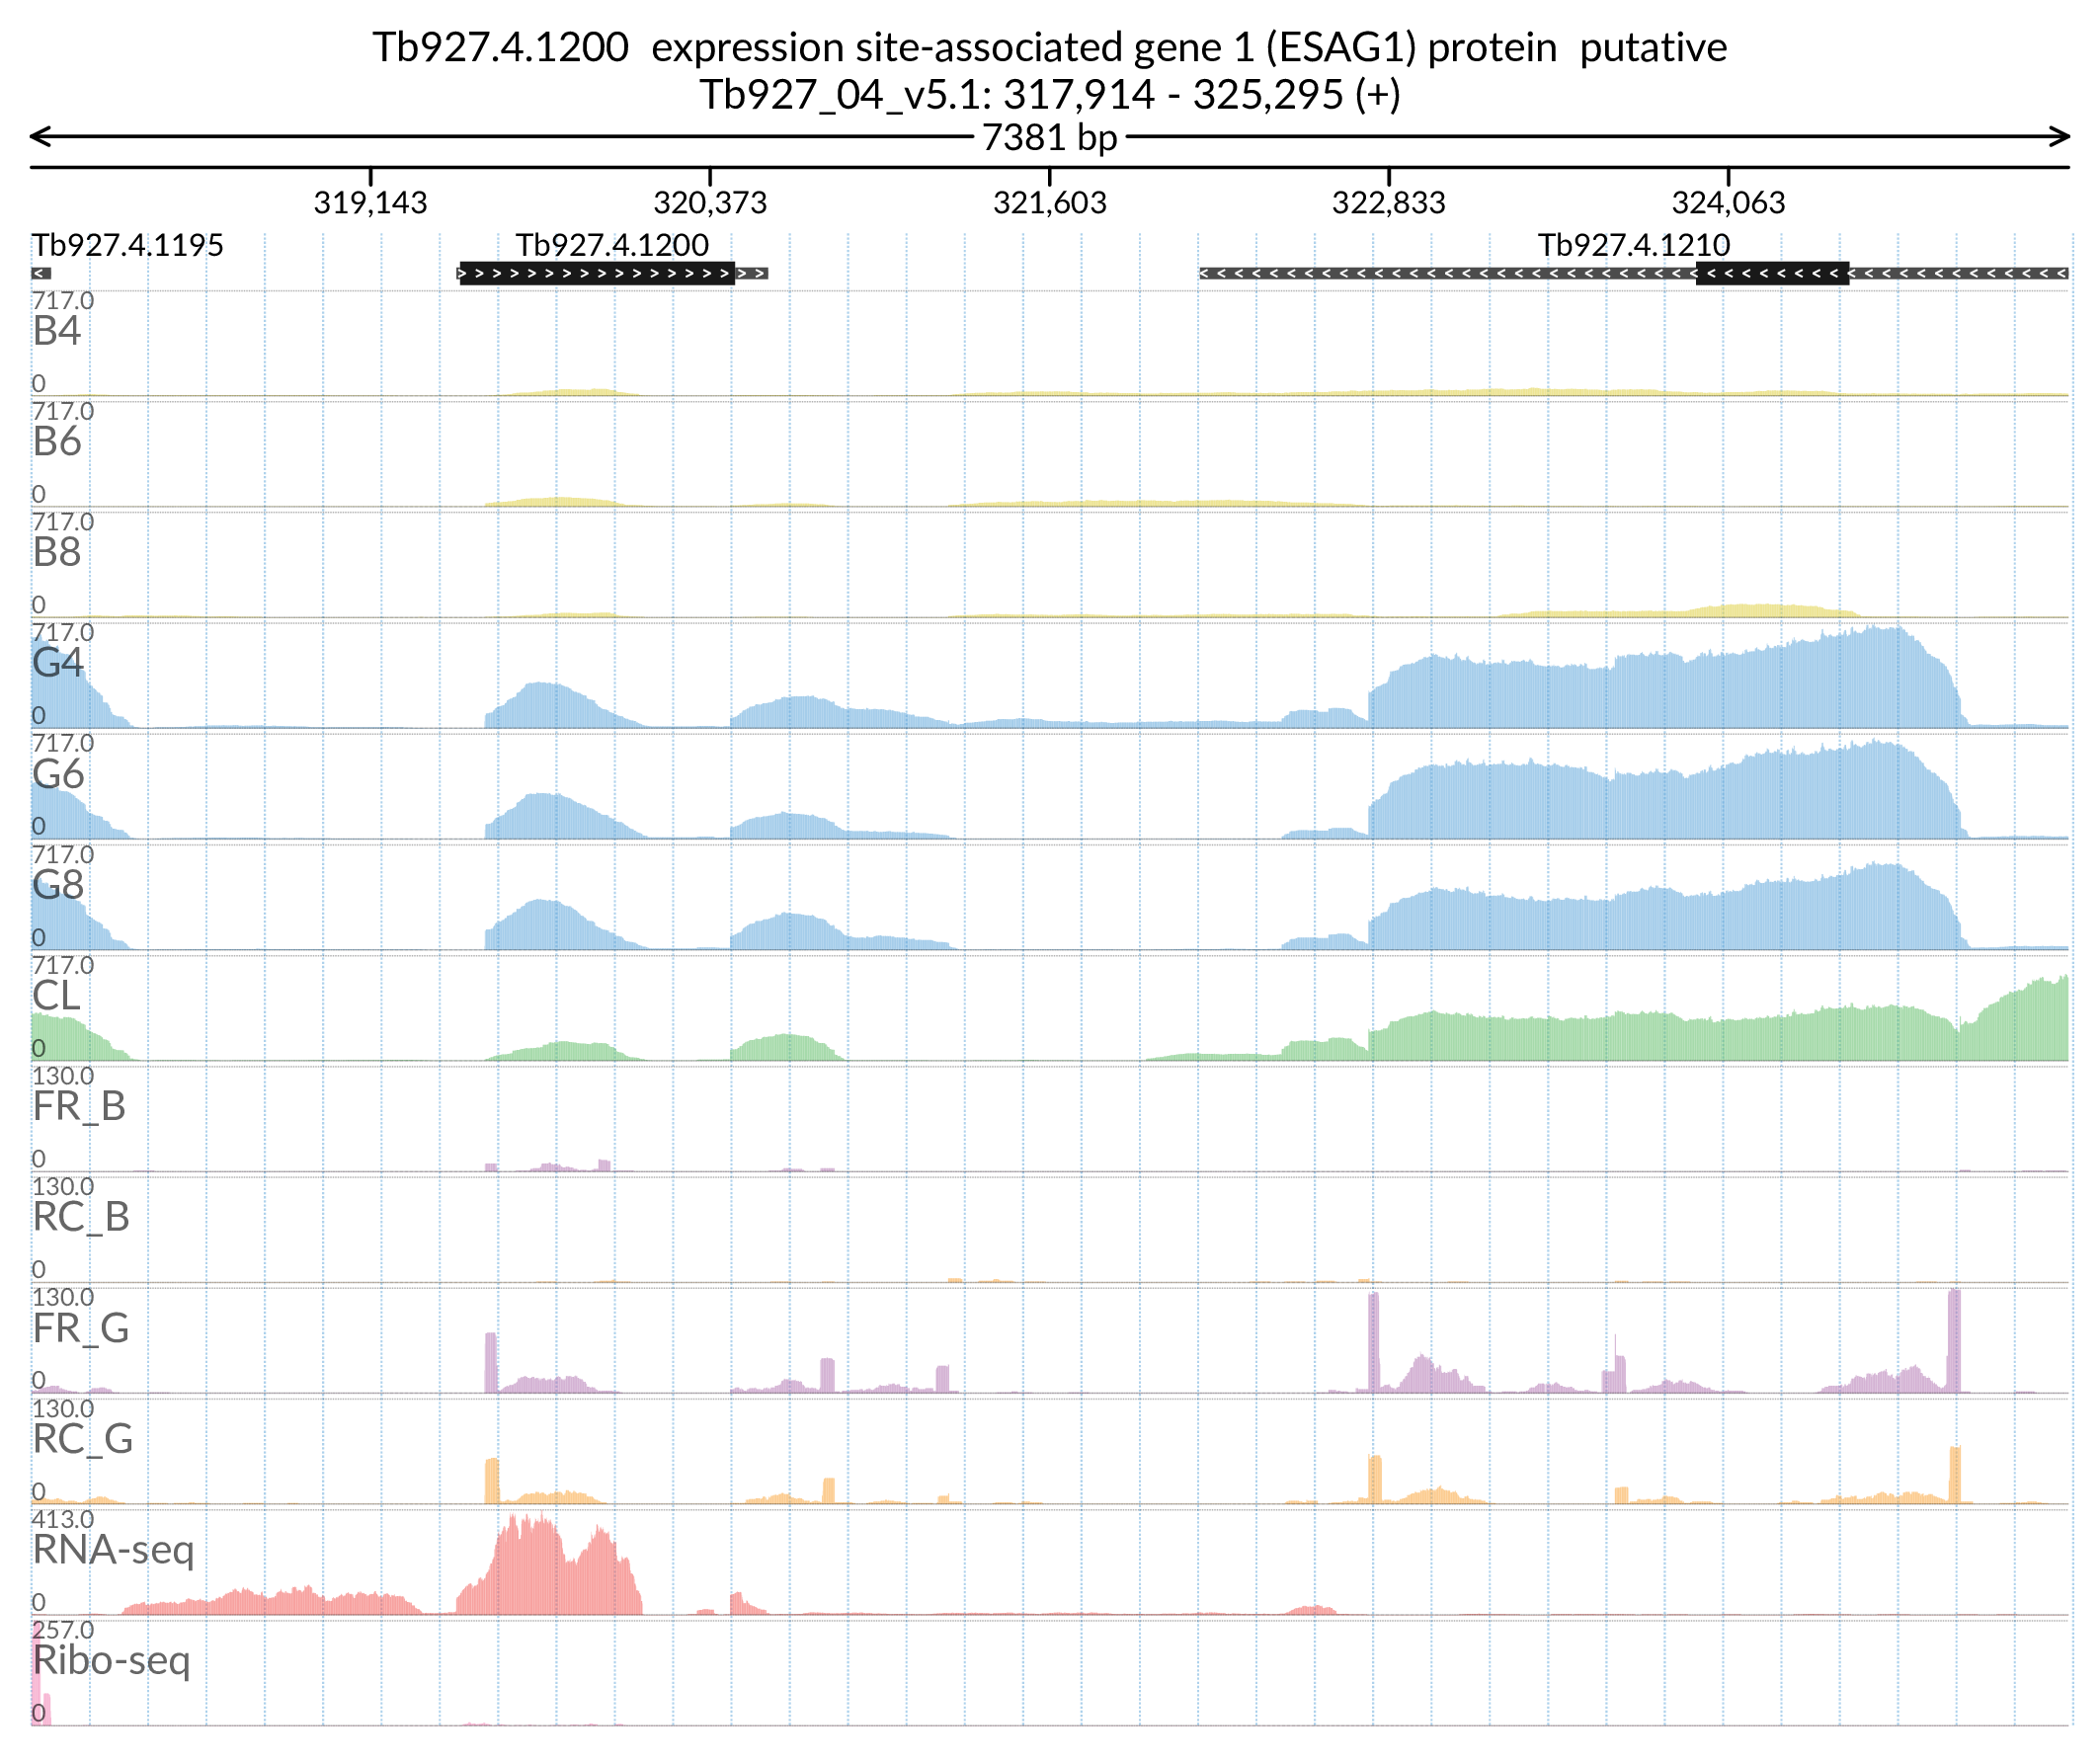 Tb927.4.1200 expression site-associated gene 1 (ESAG1) protein putative
Tb927_04_v5.1: 317,914 - 325,295 (+)
7381 bp
319,143 320,373 321,603 322,833 324,063
Tb927.4.1195 Tb927.4.1200 Tb927.4.1210
717.0
B4
0
717.0
B6
0
717.0
B8
0
717.0
G4
0
717.0
G6
0
717.0
G8
0
717.0
CL
0
130.0
FR_B
0
130.0
RC_B
0
130.0
FR_G
0
130.0
RC_G
0
413.0
RNA-seq
0
257.0
Ribo-seq
0